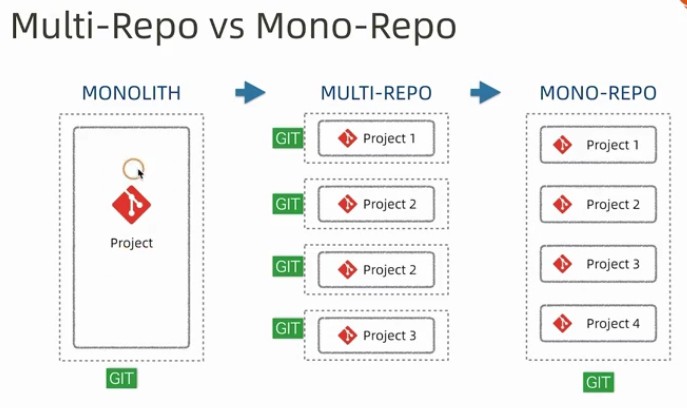 Multi-Repo vs Mono-Repo
MONOLITH
MULTI-REPO
MONO-REPO
Project
GIT
GIT
Project 1
GIT
Project 2
GIT
Project 2
GIT
Project 3
Project 1
Project 2
Project 3
Project 4
GIT